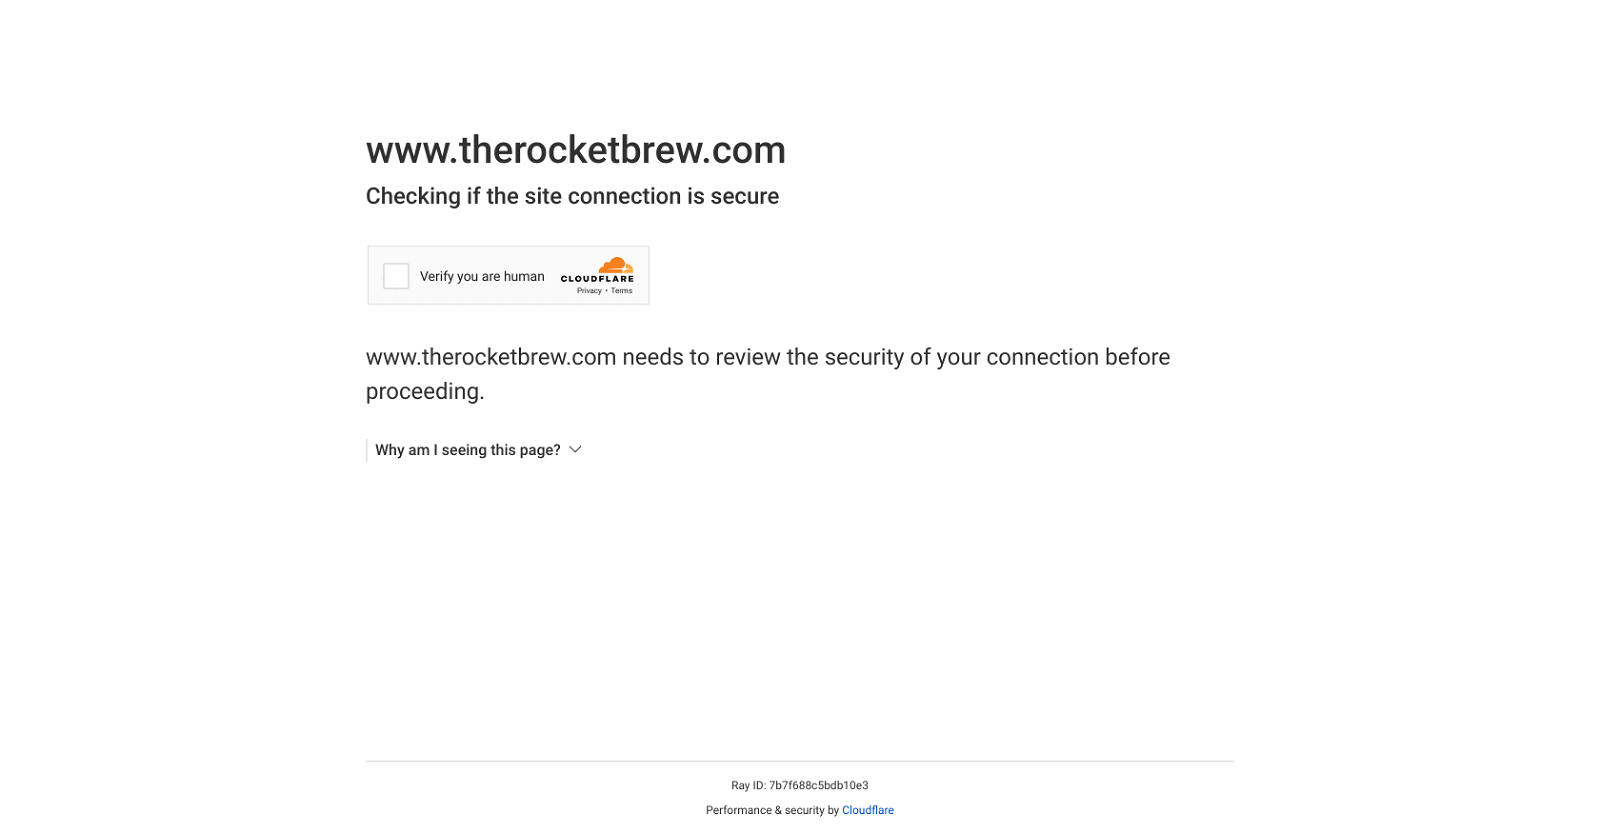 www.therocketbrew.com
Checking if the site connection is secure
Verify you are human
CLOUDFLARE
Privacy • Terms
www.therocketbrew.com needs to review the security of your connection before
proceeding.
Why am I seeing this page?
Ray ID: 7b7f688c5bdb10e3
Performance & security by Cloudflare